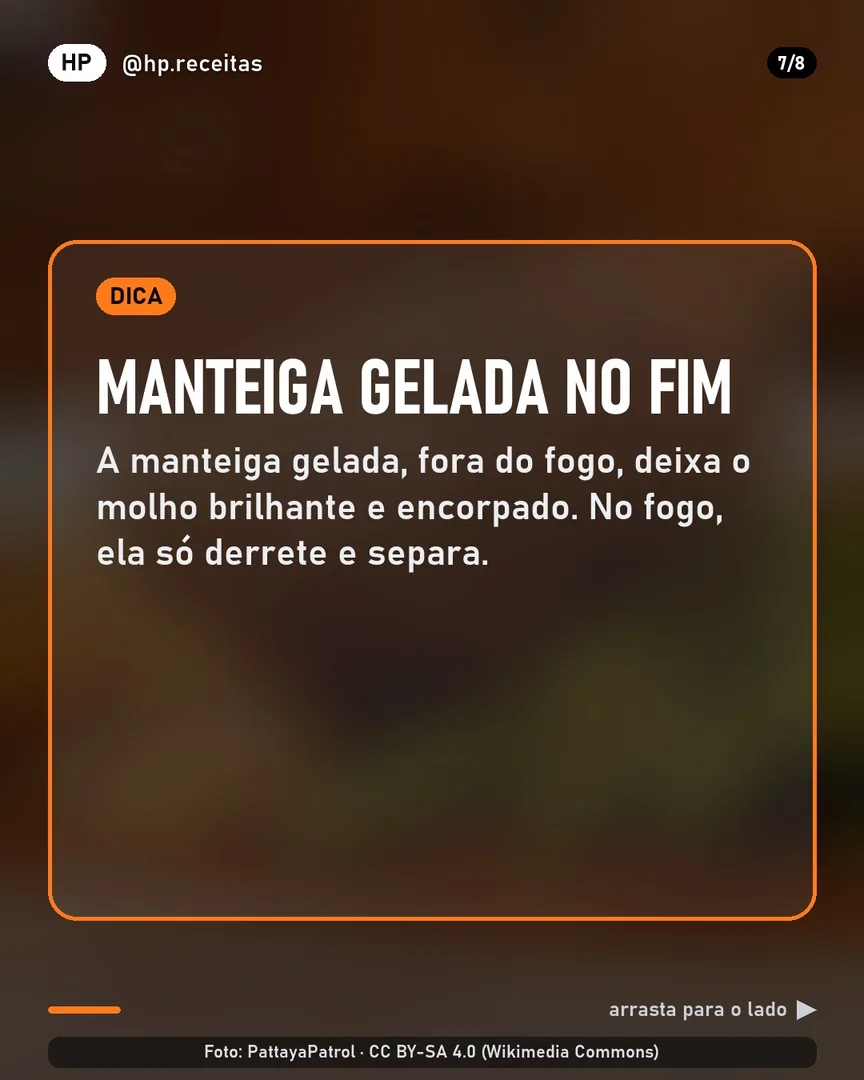 HP @hp.receitas 7/8
DICA
MANTEIGA GELADA NO FIM
A manteiga gelada, fora do fogo, deixa o
molho brilhante e encorpado. No fogo,
ela só derrete e separa.
arrasta para o lado ▶
Foto: PattayaPatrol · CC BY-SA 4.0 (Wikimedia Commons)